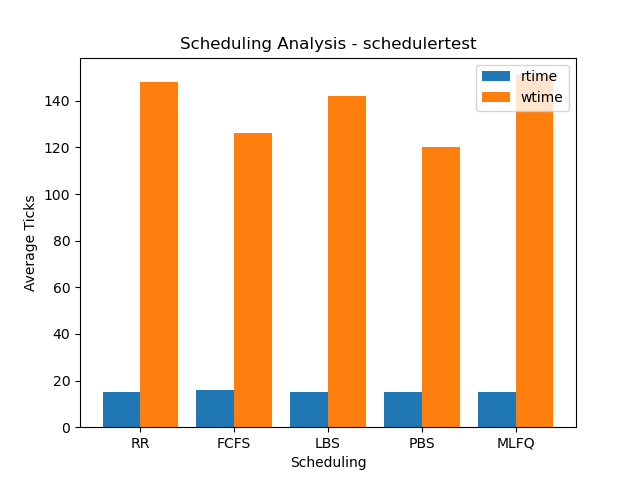 Scheduling Analysis - schedulertest
rtime
wtime
140
120
100
80
60
40
20
0
Average Ticks
RR FCFS LBS PBS MLFQ
Scheduling